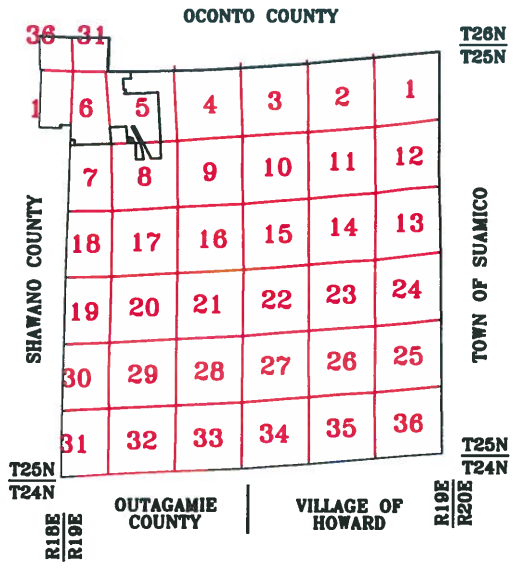 OCONTO COUNTY
36 31
T26N
T25N
1 6 5 4 3 2 1
7 8 9 10 11 12
18 17 16 15 14 13
19 20 21 22 23 24
30 29 28 27 26 25
31 32 33 34 35 36
SHAWANO COUNTY
TOWN OF SUAMICO
T25N
T24N
T25N
T24N
R18E
R19E
OUTAGAMIE
COUNTY
VILLAGE OF
HOWARD
R19E
R20E